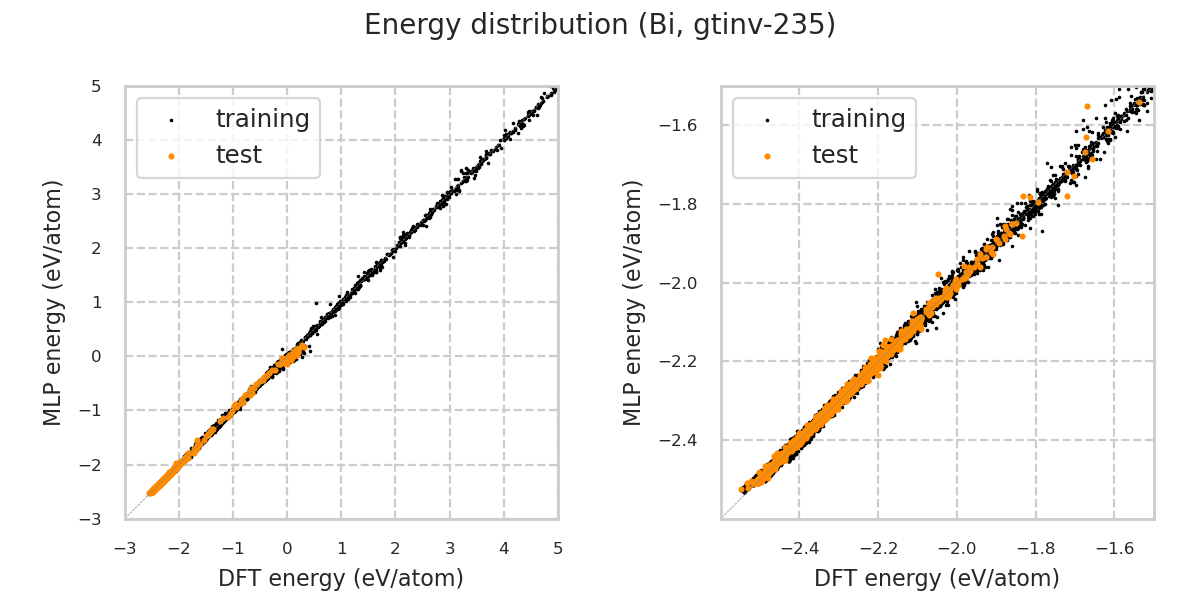 Energy distribution (Bi, gtinv-235)
training
test
5
4
3
2
1
0
−1
−2
−3
−3 −2 −1 0 1 2 3 4 5
MLP energy (eV/atom)
DFT energy (eV/atom)
training
test
−1.6
−1.8
−2.0
−2.2
−2.4
−2.4 −2.2 −2.0 −1.8 −1.6
MLP energy (eV/atom)
DFT energy (eV/atom)